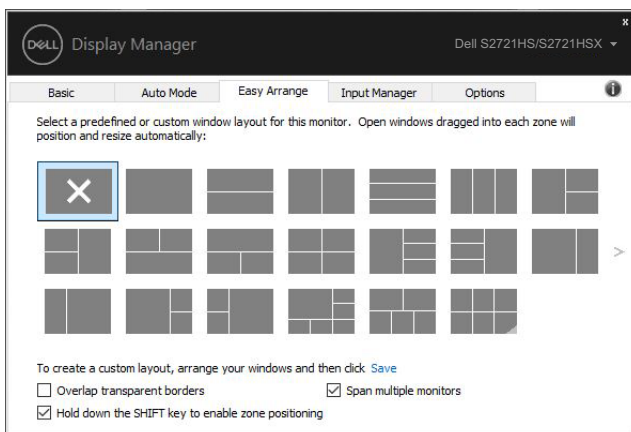 x
DELL Display Manager Dell S2721HS/S2721HSX
Basic Auto Mode Easy Arrange Input Manager Options i
Select a predefined or custom window layout for this monitor. Open windows dragged into each zone will
position and resize automatically:
>
To create a custom layout, arrange your windows and then click Save
Overlap transparent borders Span multiple monitors
Hold down the SHIFT key to enable zone positioning